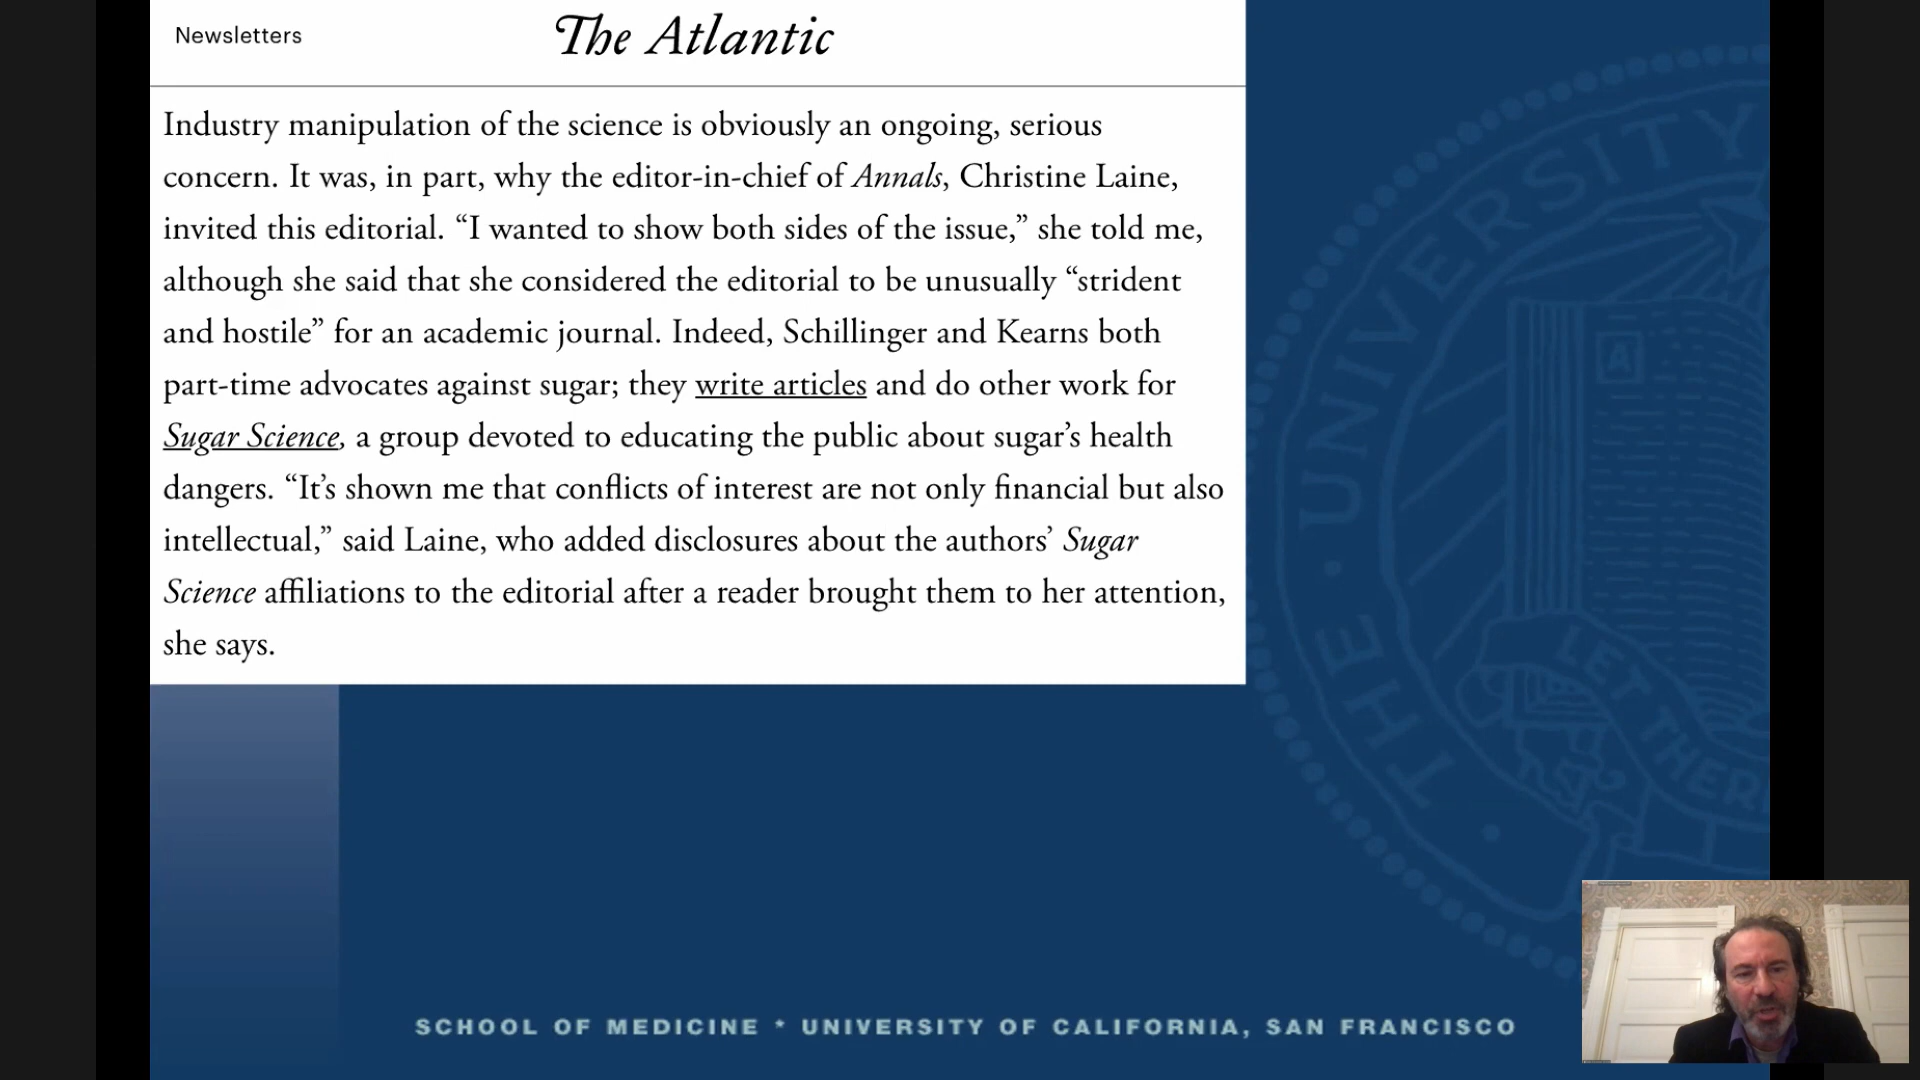 Newsletters
The Atlantic
Industry manipulation of the science is obviously an ongoing, serious
concern. It was, in part, why the editor-in-chief of Annals, Christine Laine,
invited this editorial. “I wanted to show both sides of the issue,” she told me,
although she said that she considered the editorial to be unusually “strident
and hostile” for an academic journal. Indeed, Schillinger and Kearns both
part-time advocates against sugar; they write articles and do other work for
Sugar Science, a group devoted to educating the public about sugar’s health
dangers. “It’s shown me that conflicts of interest are not only financial but also
intellectual,” said Laine, who added disclosures about the authors’ Sugar
Science affiliations to the editorial after a reader brought them to her attention,
she says.
THE · UNIVERSITY
A
LET THER
SCHOOL OF MEDICINE * UNIVERSITY OF CALIFORNIA, SAN FRANCISCO